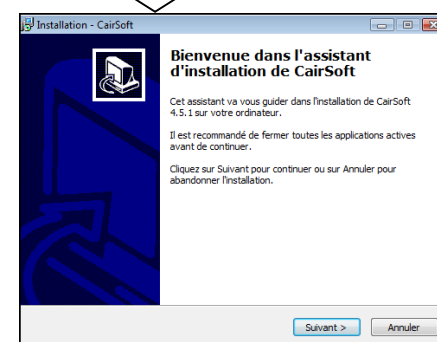 Installation - CairSoft
Bienvenue dans l'assistant
d'installation de CairSoft
Cet assistant va vous guider dans l'installation de CairSoft
4.5.1 sur votre ordinateur.
Il est recommandé de fermer toutes les applications actives
avant de continuer.
Cliquez sur Suivant pour continuer ou sur Annuler pour
abandonner l'installation.
Suivant > Annuler